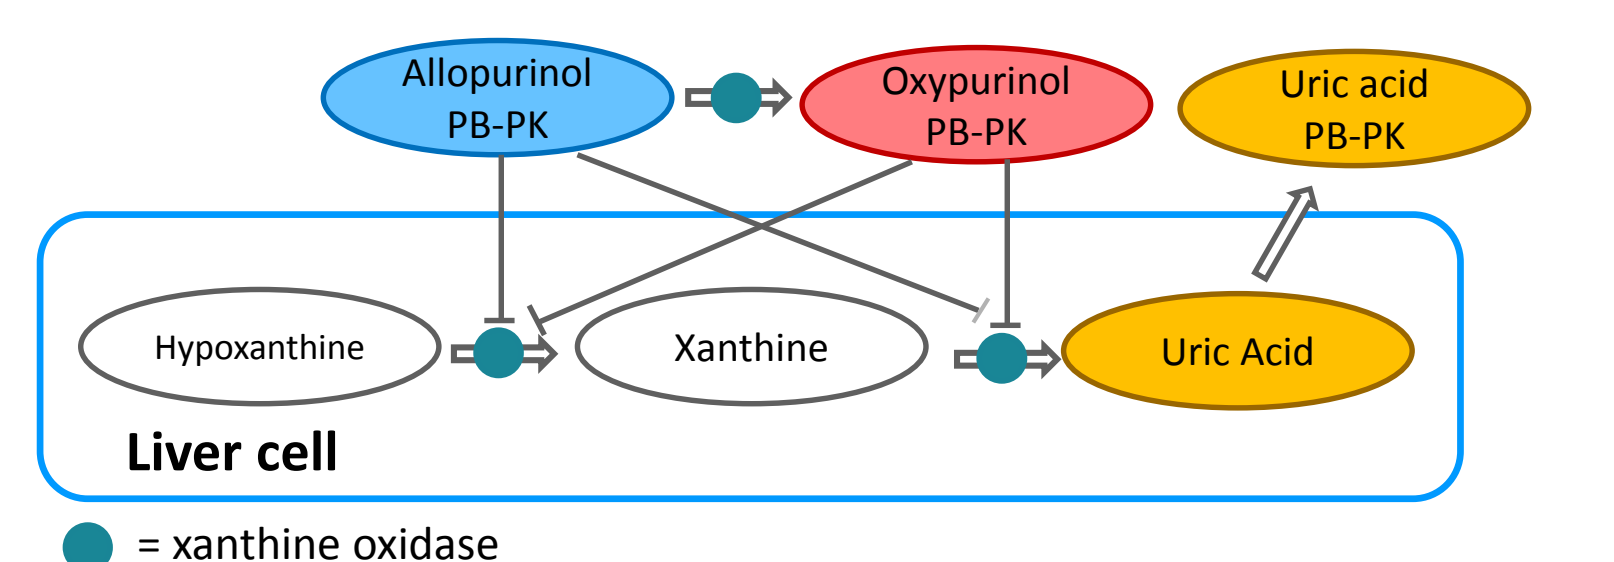 Allopurinol
PB-PK
Oxypurinol
PB-PK
Uric acid
PB-PK
Hypoxanthine
Xanthine
Uric Acid
Liver cell
= xanthine oxidase